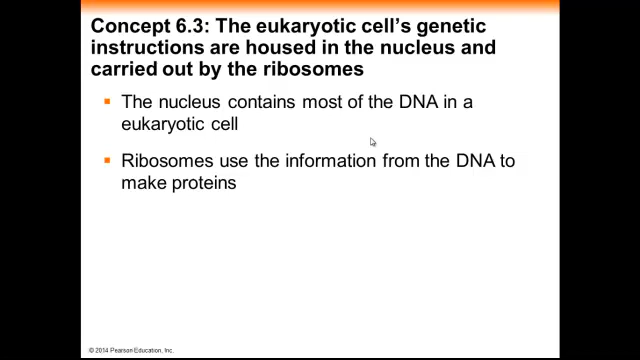 Concept 6.3: The eukaryotic cell's genetic
instructions are housed in the nucleus and
carried out by the ribosomes
▪ The nucleus contains most of the DNA in a
eukaryotic cell
▪ Ribosomes use the information from the DNA to
make proteins
© 2014 Pearson Education, Inc.